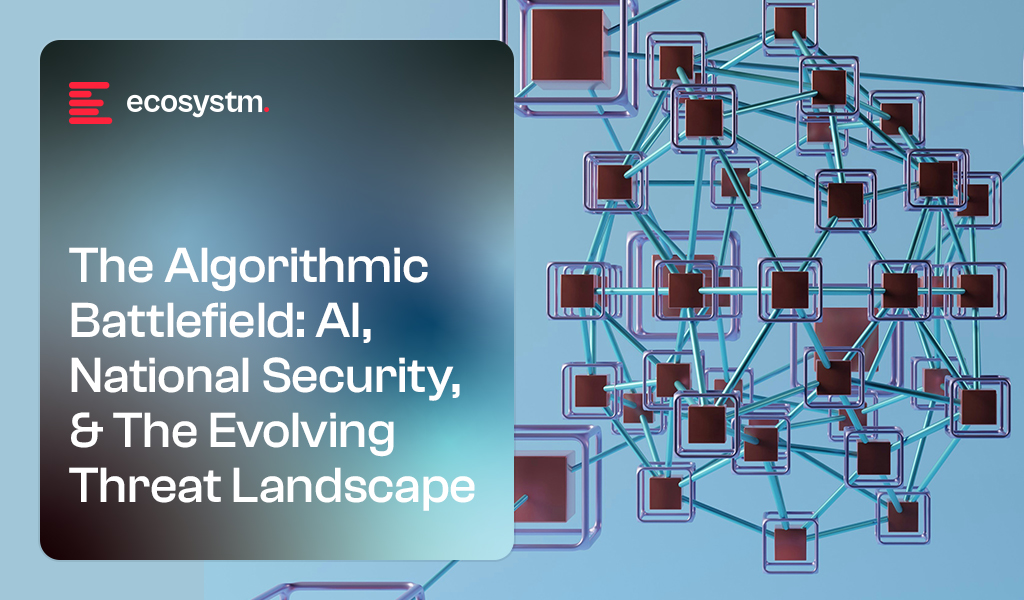 ecosystm.
The Algorithmic
Battlefield: AI,
National Security,
& The Evolving
Threat Landscape